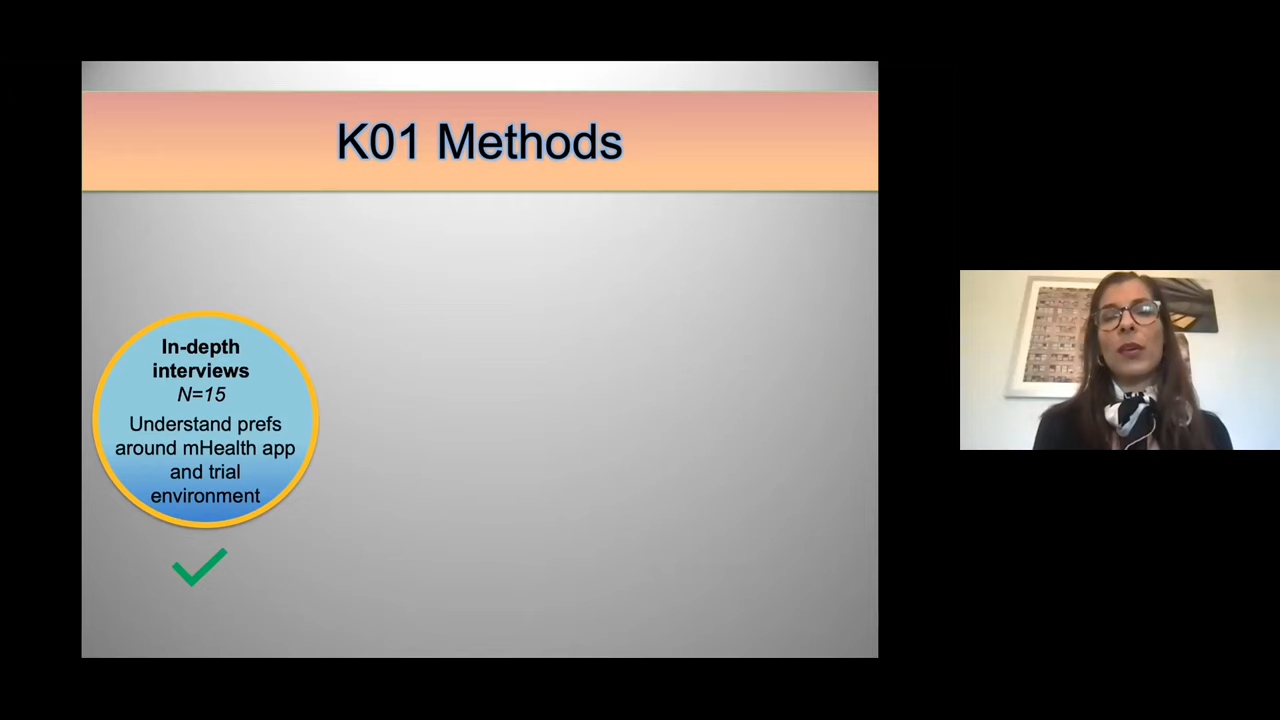 K01 Methods
In-depth
interviews
N=15
Understand prefs
around mHealth app
and trial
environment